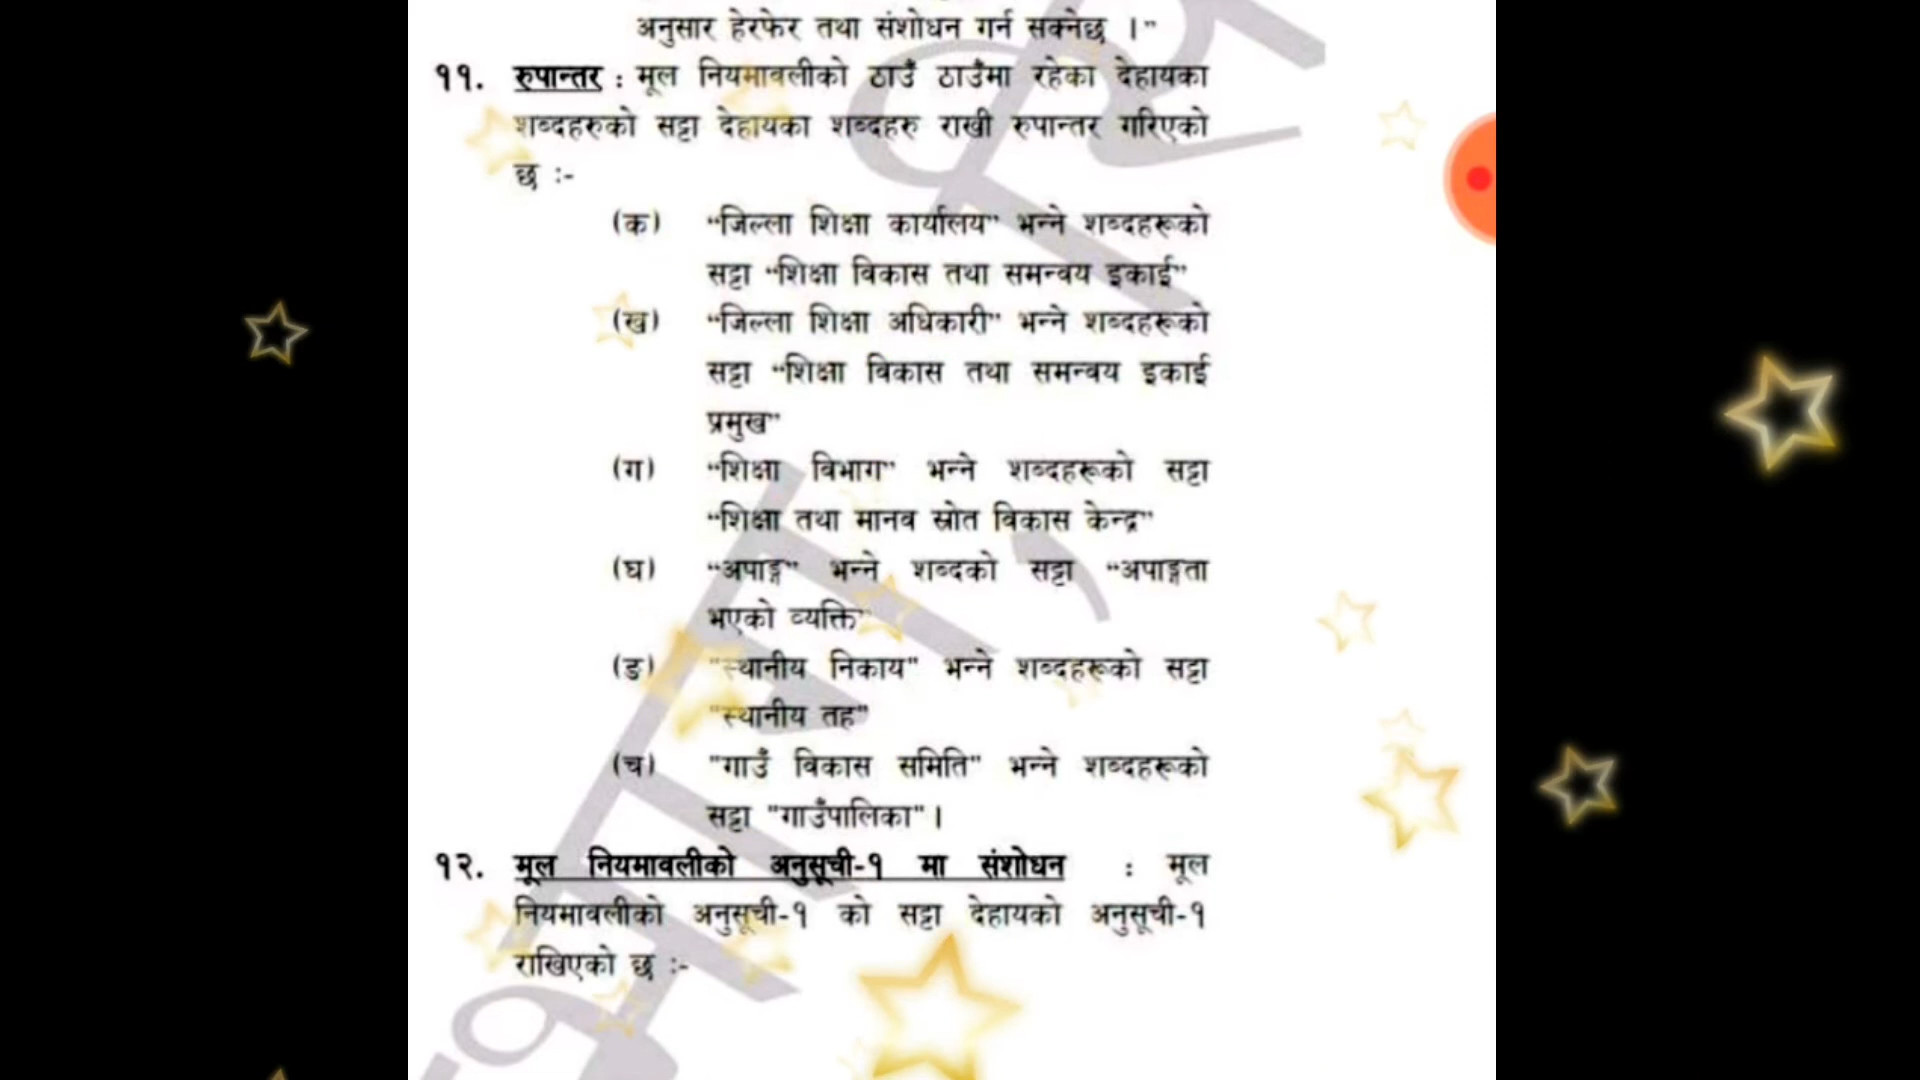 अनुसार हेरफेर तथा संशोधन गर्न सक्नेछ ।”
११. रुपान्तर : मूल नियमावलीको ठाउँ ठाउँमा रहेका देहायका
शब्दहरुको सट्टा देहायका शब्दहरु राखी रुपान्तर गरिएको
छ :-
(क) “जिल्ला शिक्षा कार्यालय” भन्ने शब्दहरूको
सट्टा “शिक्षा विकास तथा समन्वय इकाई”
(ख) “जिल्ला शिक्षा अधिकारी” भन्ने शब्दहरूको
सट्टा “शिक्षा विकास तथा समन्वय इकाई
प्रमुख”
(ग) “शिक्षा विभाग” भन्ने शब्दहरूको सट्टा
“शिक्षा तथा मानव स्रोत विकास केन्द्र”
(घ) “अपाङ्ग” भन्ने शब्दको सट्टा “अपाङ्गता
भएको व्यक्ति”
(ङ) "स्थानीय निकाय" भन्ने शब्दहरूको सट्टा
"स्थानीय तह"
(च) "गाउँ विकास समिति" भन्ने शब्दहरूको
सट्टा "गाउँपालिका"।
१२. मूल नियमावलीको अनुसूची-१ मा संशोधन : मूल
नियमावलीको अनुसूची-१ को सट्टा देहायको अनुसूची-१
राखिएको छ :-